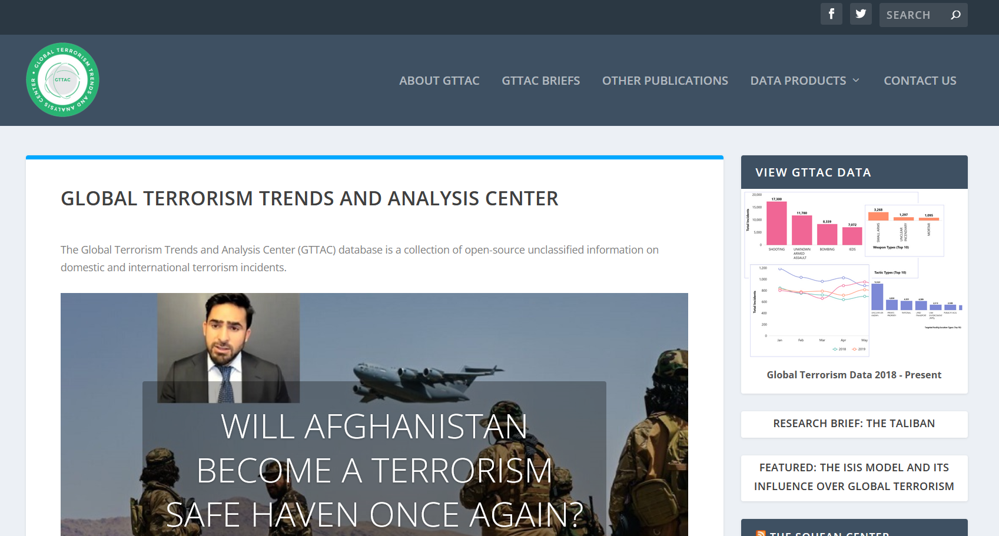 SEARCH
GLOBAL TERRORISM TRENDS AND ANALYSIS CENTER •
GTTAC
ABOUT GTTAC
GTTAC BRIEFS
OTHER PUBLICATIONS
DATA PRODUCTS
CONTACT US
GLOBAL TERRORISM TRENDS AND ANALYSIS CENTER
The Global Terrorism Trends and Analysis Center (GTTAC) database is a collection of open-source unclassified information on
domestic and international terrorism incidents.
WILL AFGHANISTAN
BECOME A TERRORISM
SAFE HAVEN ONCE AGAIN?
VIEW GTTAC DATA
20,000
15,000
10,000
5,000
0
Total Incidents
17,300
11,780
8,339
7,072
SHOOTING
UNKNOWN
ARMED
ASSAULT
BOMBING
IEDS
3,268
1,297
1,095
SMALL ARMS
UNCLEAR
INCENDIARY
MORTAR
Weapon Types (Top 10)
Tactic Types (Top 10)
1,200
1,000
800
600
400
200
0
Total Incidents
Jan
Feb
Mar
Apr
May
2018
2019
Targeted Facility/Location Types (Top 10)
Global Terrorism Data 2018 - Present
RESEARCH BRIEF: THE TALIBAN
FEATURED: THE ISIS MODEL AND ITS
INFLUENCE OVER GLOBAL TERRORISM
THE SOUFAN CENTER